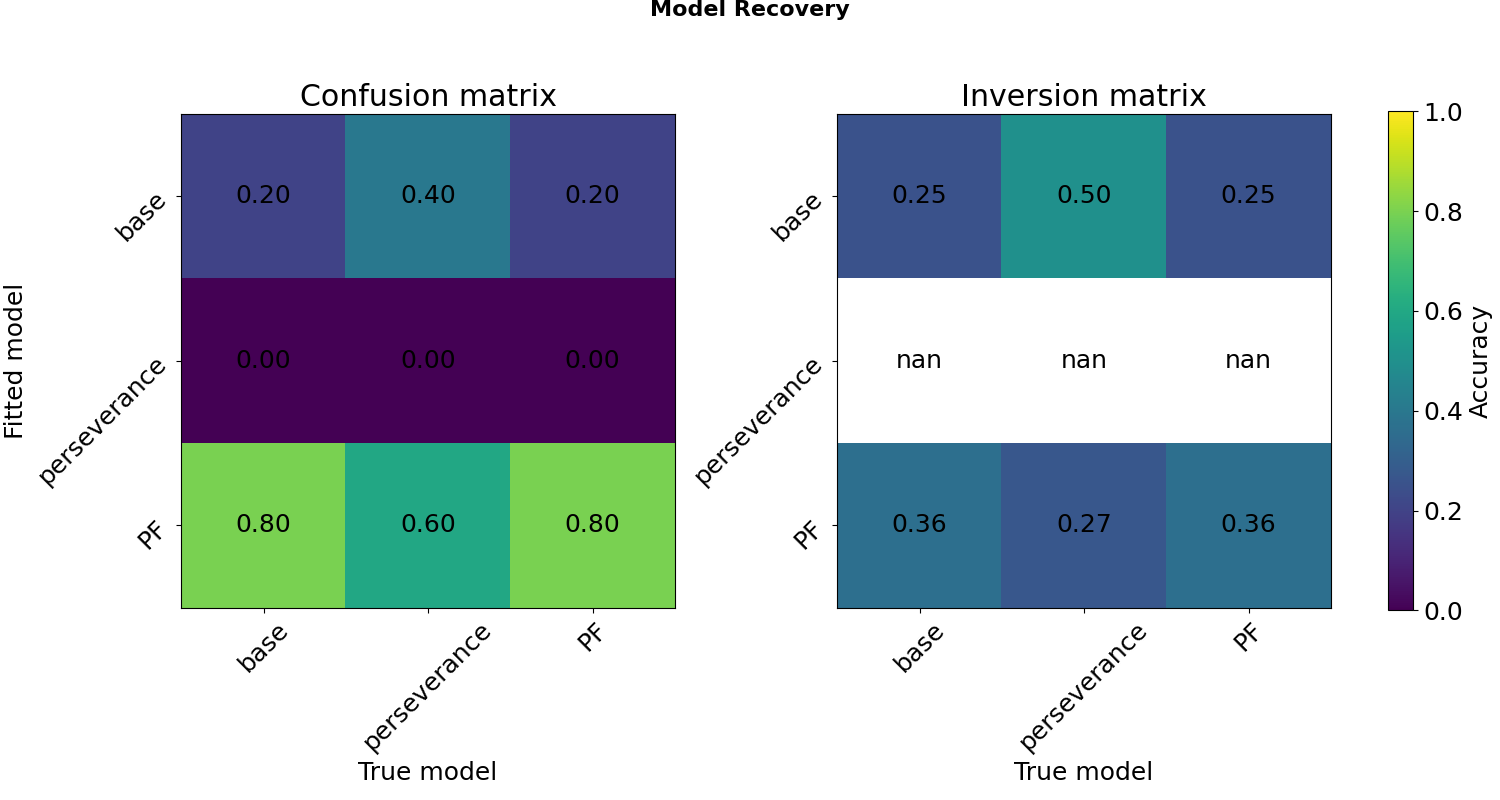 Model Recovery
Confusion matrix
Inversion matrix
Fitted model
base
0.20 0.40 0.20
perseverance
0.00 0.00 0.00
PF
0.80 0.60 0.80
base perseverance PF
True model
base
0.25 0.50 0.25
perseverance
nan nan nan
PF
0.36 0.27 0.36
base perseverance PF
True model
1.0
0.8
0.6
0.4
0.2
0.0
Accuracy